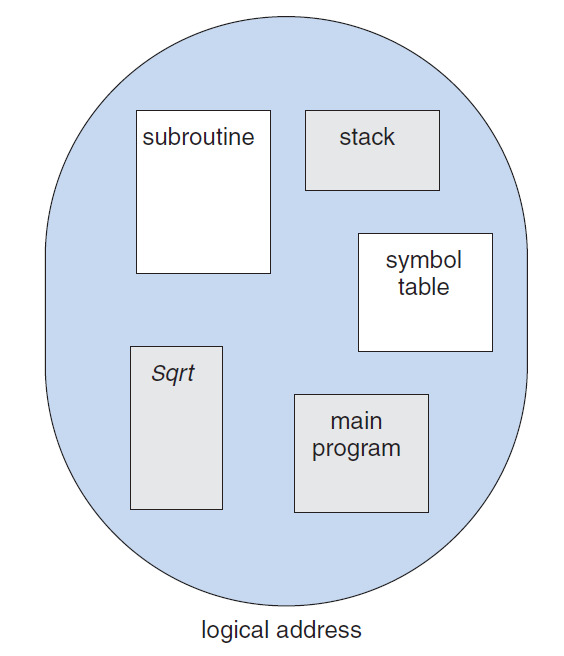 subroutine
stack
symbol
table
Sqrt
main
program
logical address